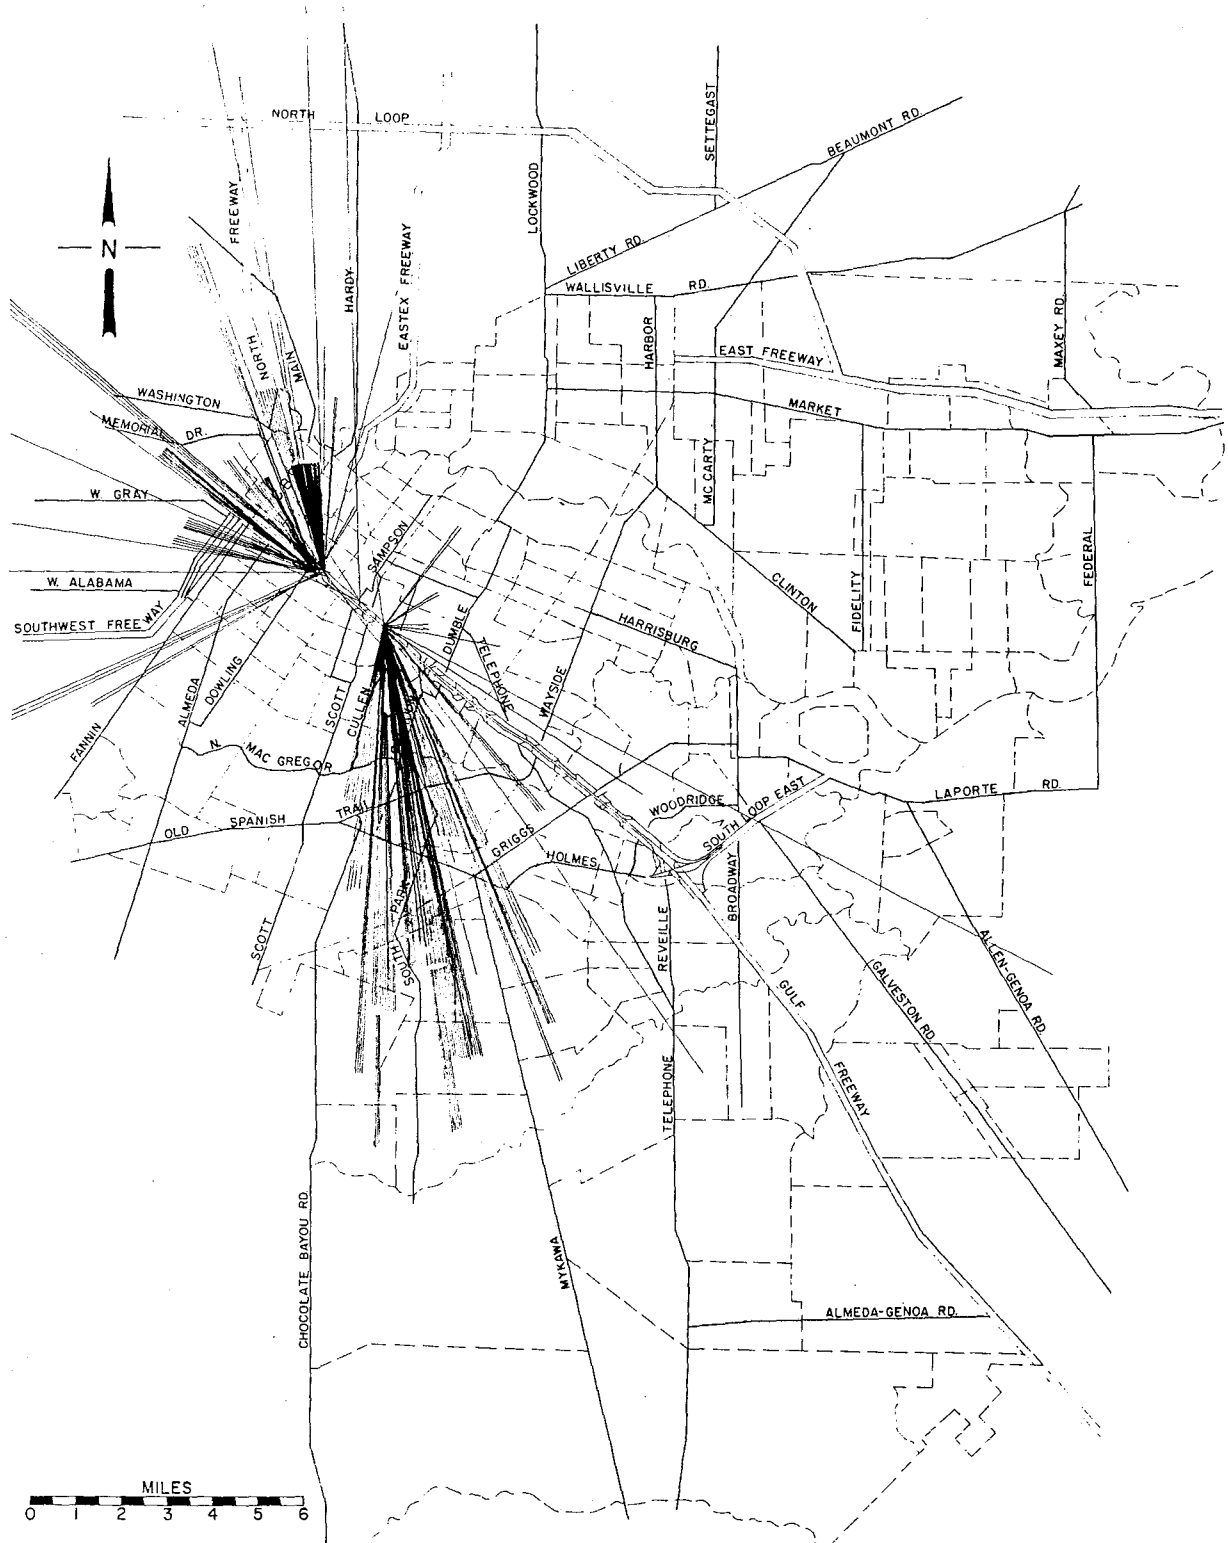 NORTH LOOP
SETTEGAST
BEAUMONT RD.
FREEWAY
LOCKWOOD
N
LIBERTY RD.
HARDY
EASTEX FREEWAY
WALLISVILLE RD.
MAXEY RD.
NORTH
MAIN
HARBOR
EAST FREEWAY
WASHINGTON
MARKET
MEMORIAL DR.
MC CARTY
W. GRAY
SAMPSON
FEDERAL
W. ALABAMA
CLINTON
FIDELITY
SOUTHWEST FREEWAY
DUMBLE
HARRISBURG
TELEPHONE
DOWLING
WAYSIDE
ALMEDA
SCOTT
CULLEN
FANNIN
N. MAC GREGOR
LAPORTE RD.
WOODRIDGE
SOUTH LOOP EAST
OLD SPANISH TRAIL
GRIGGS
HOLMES
BROADWAY
SCOTT
SOUTH PARK
REVEILLE
ALLEN-GENOA RD.
GALVESTON RD.
GULF
FREEWAY
TELEPHONE
CHOCOLATE BAYOU RD.
MYKAWA
ALMEDA-GENOA RD.
MILES
0 1 2 3 4 5 6